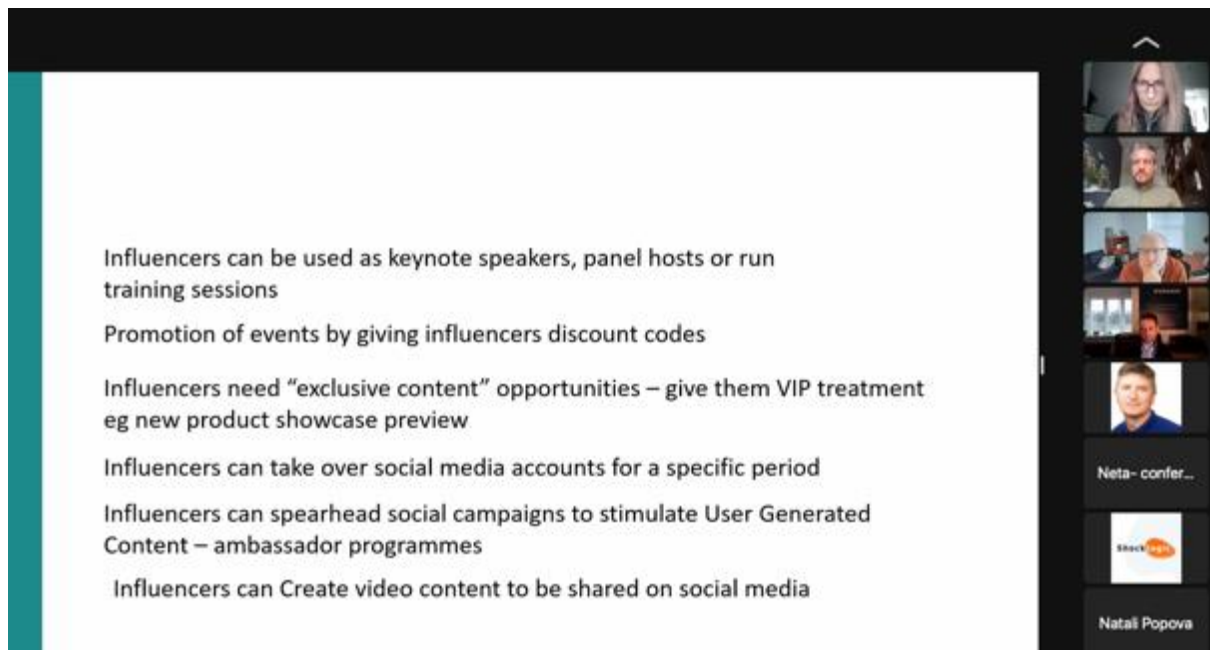 Influencers can be used as keynote speakers, panel hosts or run
training sessions
Promotion of events by giving influencers discount codes
Influencers need “exclusive content” opportunities – give them VIP treatment
eg new product showcase preview
Influencers can take over social media accounts for a specific period
Influencers can spearhead social campaigns to stimulate User Generated
Content – ambassador programmes
Influencers can Create video content to be shared on social media
Neta- confer...
Shocklogic
Natali Popova